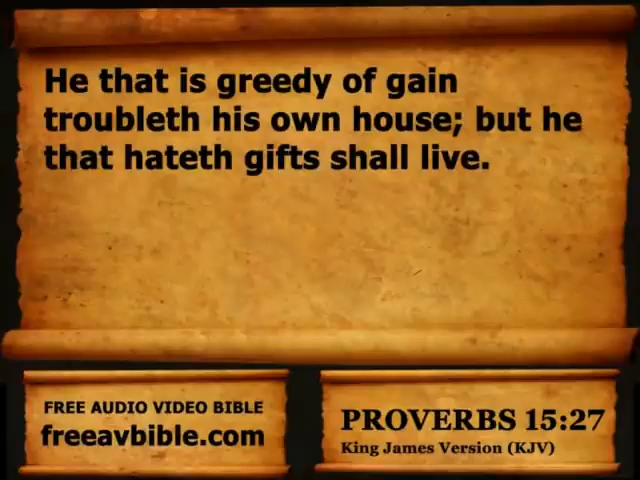 He that is greedy of gain
troubleth his own house; but he
that hateth gifts shall live.
FREE AUDIO VIDEO BIBLE
freeavbible.com
PROVERBS 15:27
King James Version (KJV)